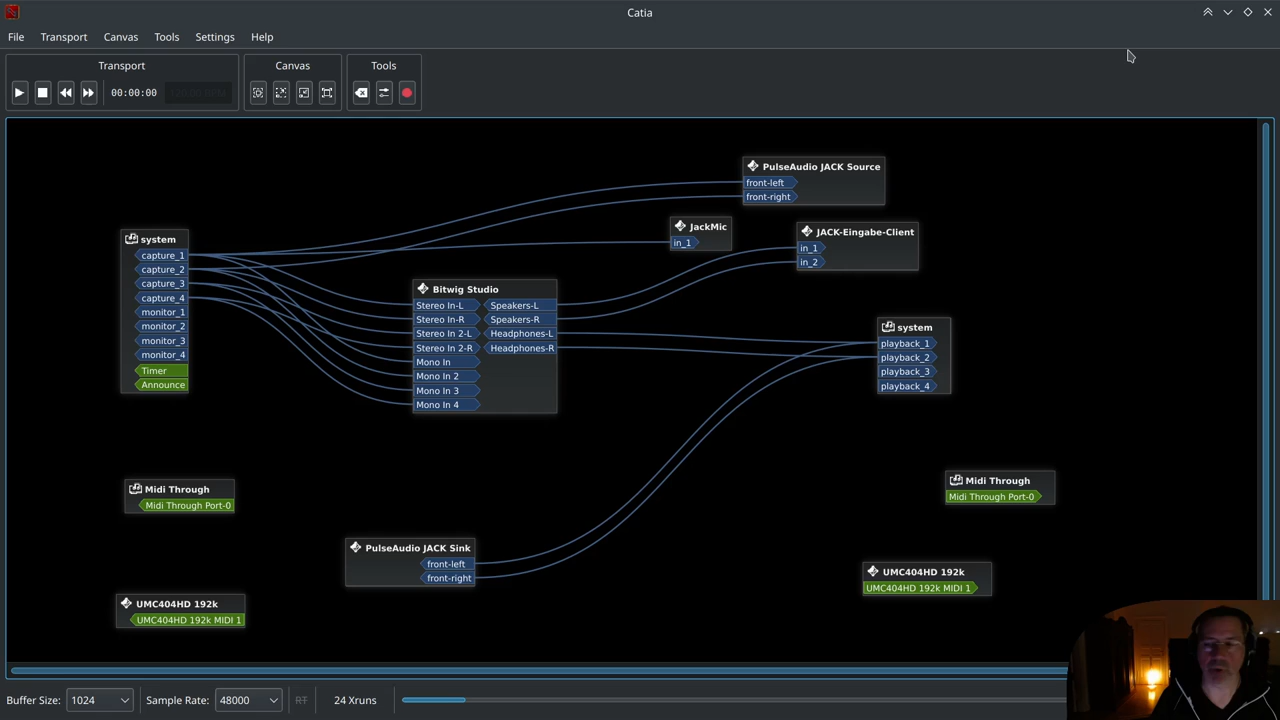 Catia
File Transport Canvas Tools Settings Help
Transport Canvas Tools
00:00:00
PulseAudio JACK Source
front-left
front-right
JackMic
in_1
JACK-Eingabe-Client
in_1
in_2
system
capture_1
capture_2
capture_3
capture_4
monitor_1
monitor_2
monitor_3
monitor_4
Timer
Announce
Bitwig Studio
Stereo In-L Speakers-L
Stereo In-R Speakers-R
Stereo In 2-L Headphones-L
Stereo In 2-R Headphones-R
Mono In
Mono In 2
Mono In 3
Mono In 4
system
playback_1
playback_2
playback_3
playback_4
Midi Through
Midi Through Port-0
Midi Through
Midi Through Port-0
PulseAudio JACK Sink
front-left
front-right
UMC404HD 192k
UMC404HD 192k MIDI 1
UMC404HD 192k
UMC404HD 192k MIDI 1
Buffer Size: 1024 Sample Rate: 48000 RT 24 Xruns